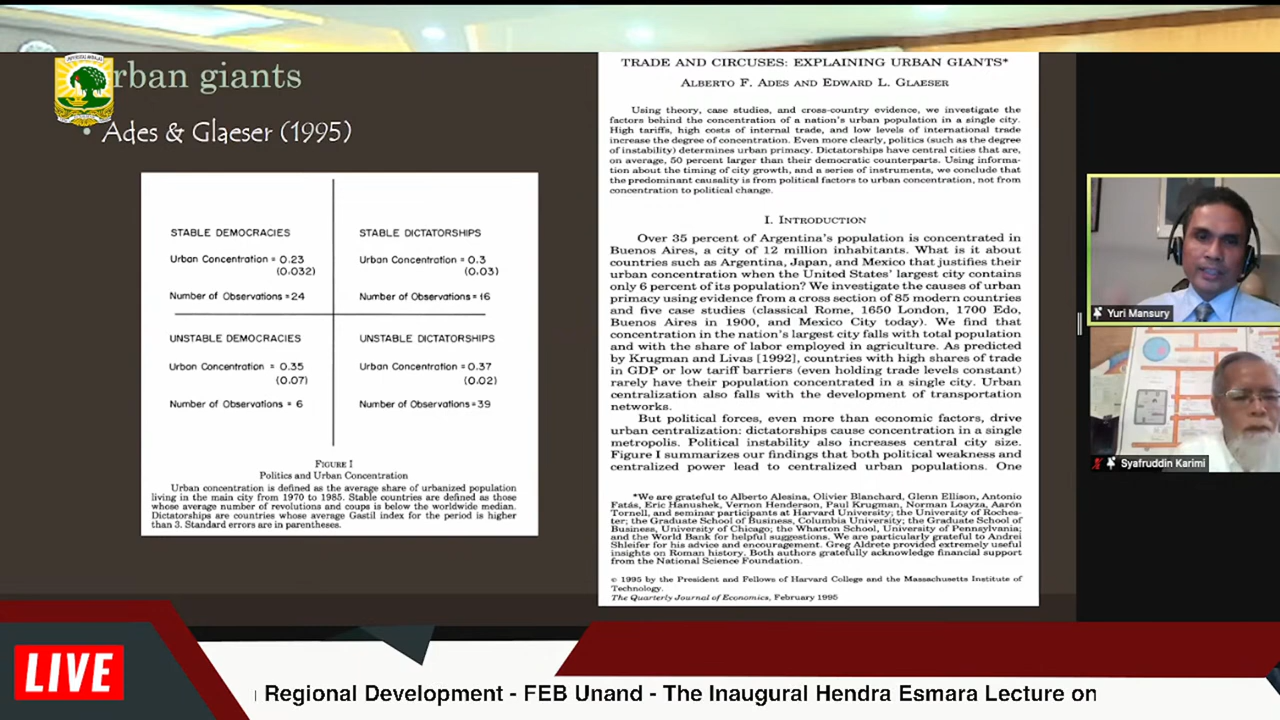 rban giants
• Ades & Glaeser (1995)
STABLE DEMOCRACIES
Urban Concentration = 0.23
(0.032)
Number of Observations = 24
STABLE DICTATORSHIPS
Urban Concentration = 0.3
(0.03)
Number of Observations = 16
UNSTABLE DEMOCRACIES
Urban Concentration = 0.35
(0.07)
Number of Observations = 6
UNSTABLE DICTATORSHIPS
Urban Concentration = 0.37
(0.02)
Number of Observations = 39
FIGURE I
Politics and Urban Concentration
Urban concentration is defined as the average share of urbanized population
living in the main city from 1970 to 1985. Stable countries are defined as those
whose average number of revolutions and coups is below the worldwide median.
Dictatorships are countries whose average Gastil index for the period is higher
than 3. Standard errors are in parentheses.
TRADE AND CIRCUSES: EXPLAINING URBAN GIANTS*
ALBERTO F. ADES AND EDWARD L. GLAESER
Using theory, case studies, and cross-country evidence, we investigate the
factors behind the concentration of a nation's urban population in a single city.
High tariffs, high costs of internal trade, and low levels of international trade
increase the degree of concentration. Even more clearly, politics (such as the degree
of instability) determines urban primacy. Dictatorships have central cities that are,
on average, 50 percent larger than their democratic counterparts. Using informa-
tion about the timing of city growth, and a series of instruments, we conclude that
the predominant causality is from political factors to urban concentration, not from
concentration to political change.
I. INTRODUCTION
Over 35 percent of Argentina's population is concentrated in
Buenos Aires, a city of 12 million inhabitants. What is it about
countries such as Argentina, Japan, and Mexico that justifies their
urban concentration when the United States' largest city contains
only 6 percent of its population? We investigate the causes of urban
primacy using evidence from a cross section of 85 modern countries
and five case studies (classical Rome, 1650 London, 1700 Edo,
Buenos Aires in 1900, and Mexico City today). We find that
concentration in the nation's largest city falls with total population
and with the share of labor employed in agriculture. As predicted
by Krugman and Livas [1992], countries with high shares of trade
in GDP or low tariff barriers (even holding trade levels constant)
rarely have their population concentrated in a single city. Urban
centralization also falls with the development of transportation
networks.
But political forces, even more than economic factors, drive
urban centralization: dictatorships cause concentration in a single
metropolis. Political instability also increases central city size.
Figure I summarizes our findings that both political weakness and
centralized power lead to centralized urban populations. One
*We are grateful to Alberto Alesina, Olivier Blanchard, Glenn Ellison, Antonio
Fatás, Eric Hanushek, Vernon Henderson, Paul Krugman, Norman Loayza, Aarón
Tornell, and seminar participants at Harvard University; the University of Roches-
ter; the Graduate School of Business, Columbia University; the Graduate School of
Business, University of Chicago; the Wharton School, University of Pennsylvania;
and the World Bank for helpful suggestions. We are particularly grateful to Andrei
Shleifer for his advice and encouragement. Greg Aldrete provided extremely useful
insights on Roman history. Both authors gratefully acknowledge financial support
from the National Science Foundation.
© 1995 by the President and Fellows of Harvard College and the Massachusetts Institute of
Technology.
The Quarterly Journal of Economics, February 1995
Yuri Mansury
Syafruddin Karimi
LIVE
Regional Development - FEB Unand - The Inaugural Hendra Esmara Lecture on